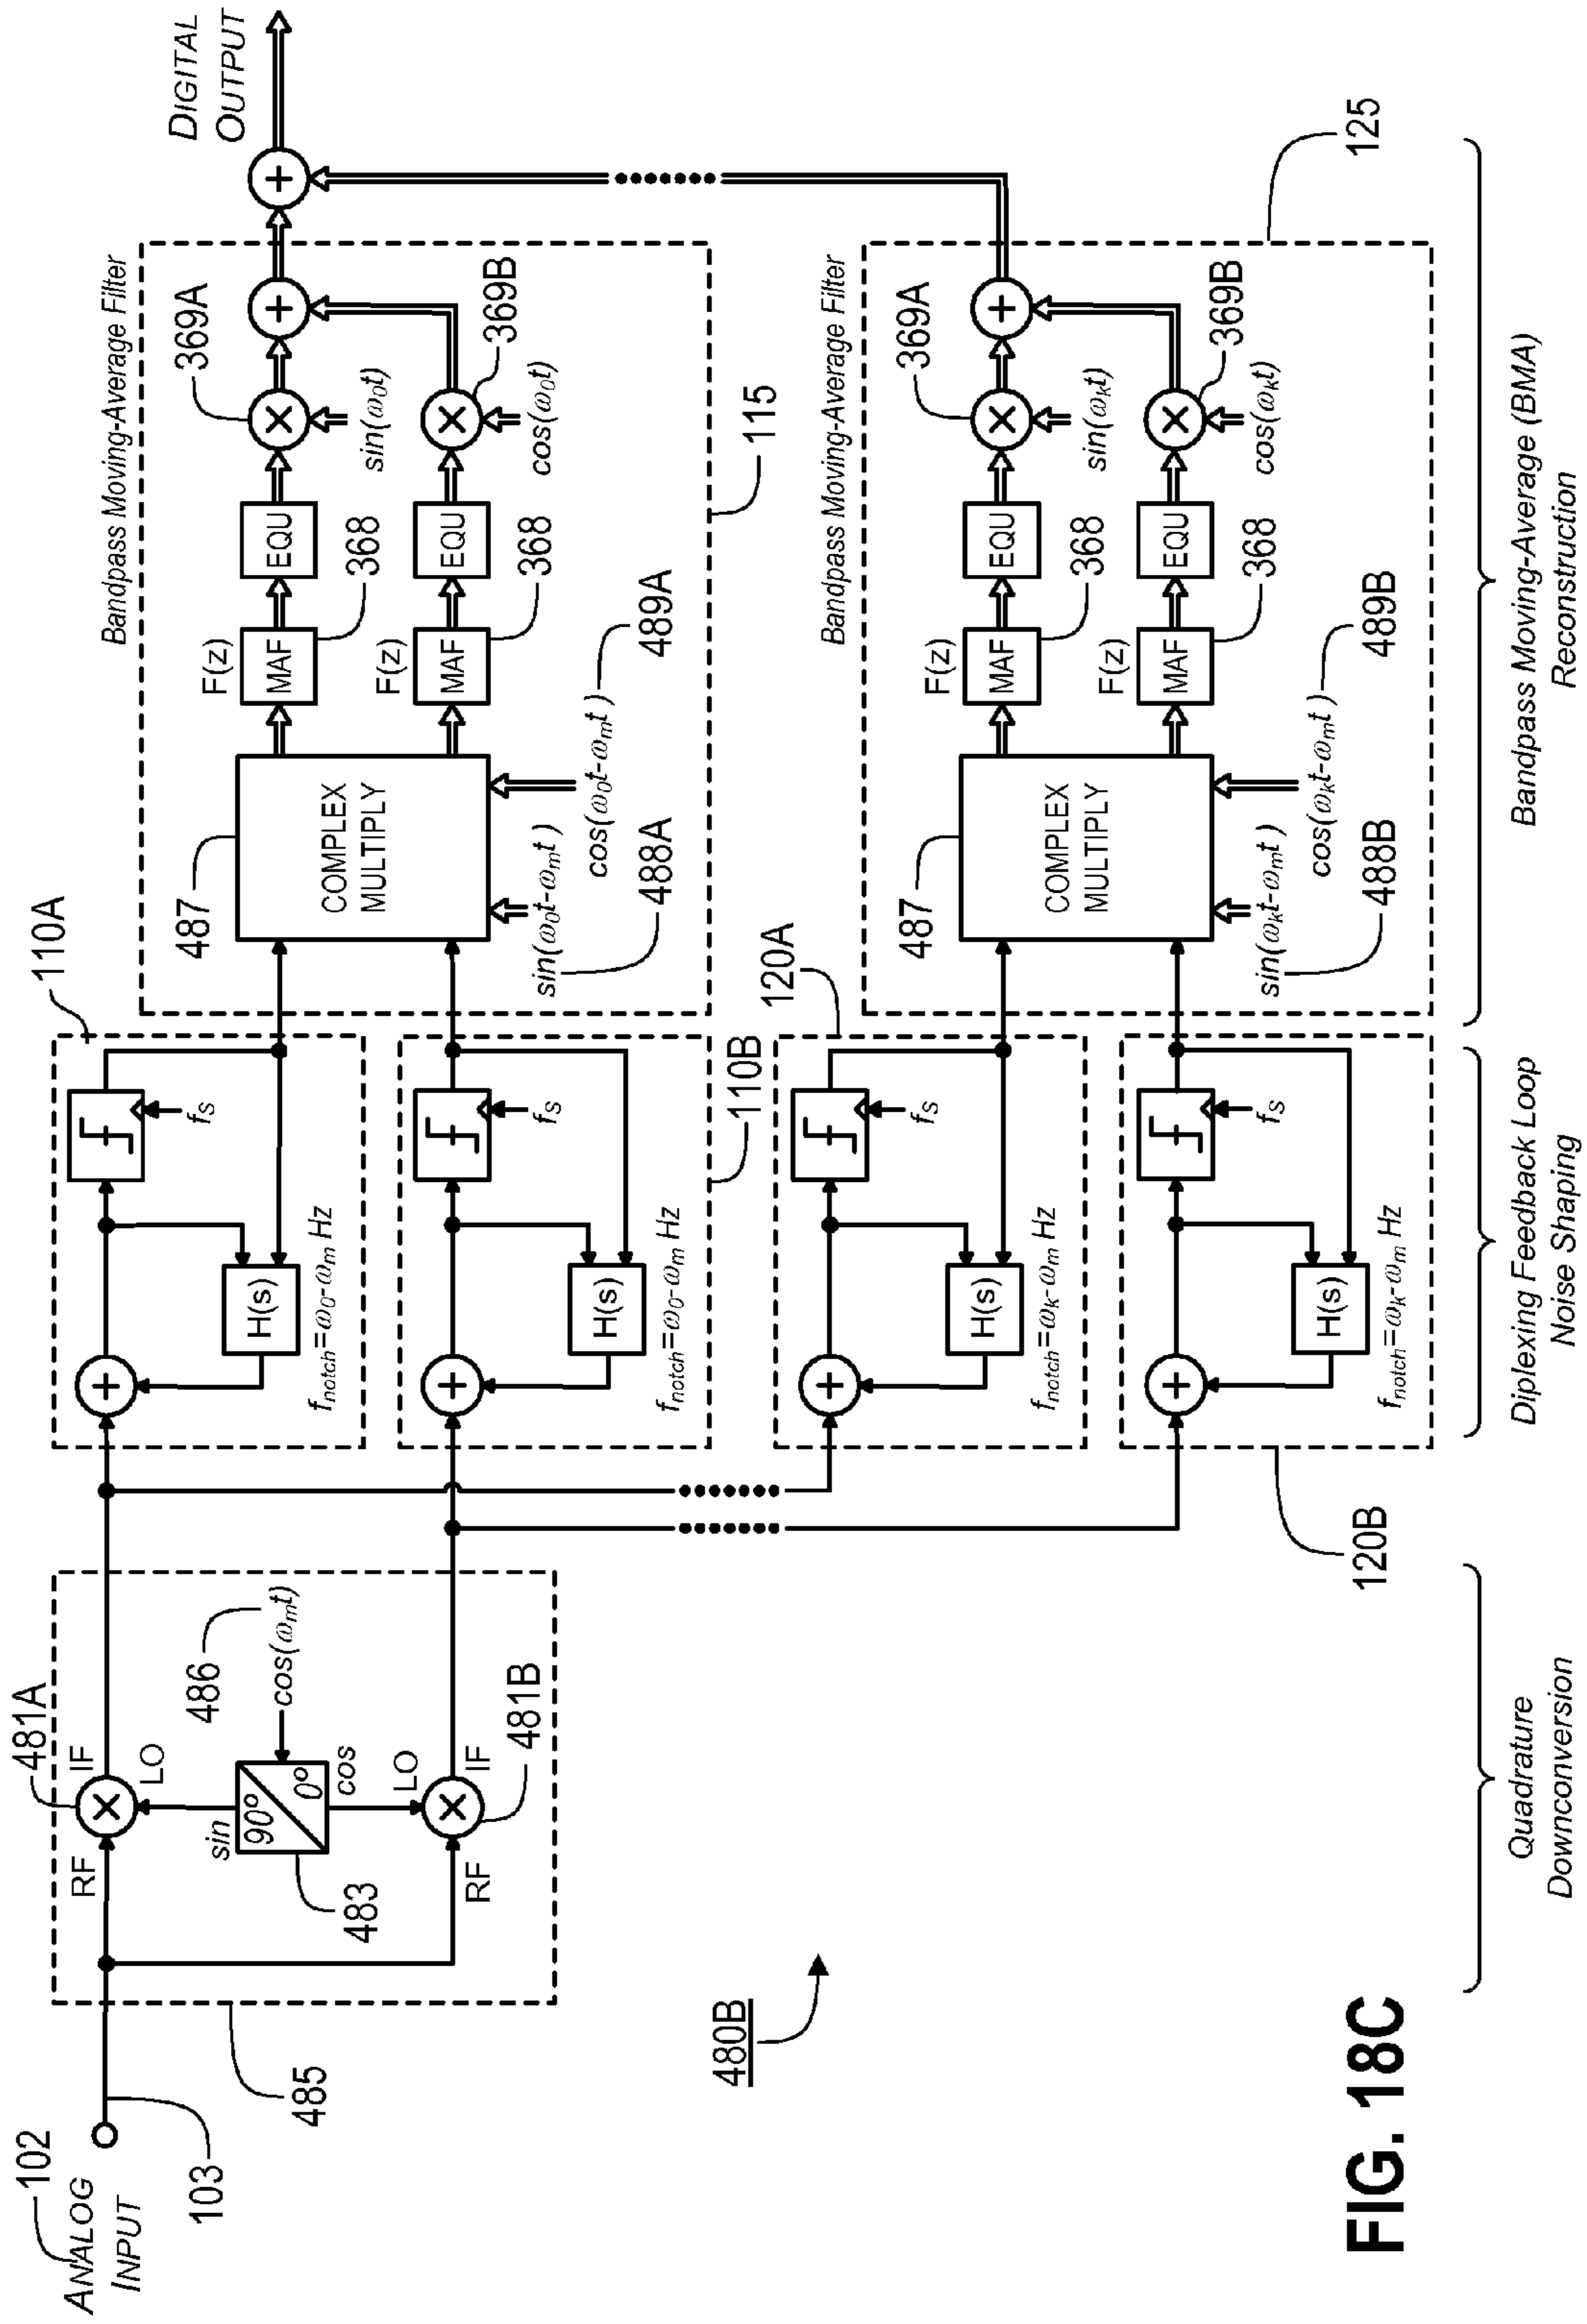 102
ANALOG
INPUT
103
485
RF
481A
IF
LO
sin
90°
0°
cos
483
486
cos(ωmt)
LO
RF
IF
481B
Quadrature
Downconversion
110A
fS
H(s)
fnotch=ω0-ωm Hz
fS
H(s)
fnotch=ω0-ωm Hz
110B
120A
fS
H(s)
fnotch=ωk-ωm Hz
fS
H(s)
fnotch=ωk-ωm Hz
120B
Diplexing Feedback Loop
Noise Shaping
Bandpass Moving-Average Filter
487
COMPLEX
MULTIPLY
sin(ω0t-ωmt)
488A
cos(ω0t-ωmt)
489A
F(z)
MAF
368
EQU
369A
sin(ω0t)
F(z)
MAF
368
EQU
369B
cos(ω0t)
115
DIGITAL
OUTPUT
Bandpass Moving-Average Filter
487
COMPLEX
MULTIPLY
sin(ωkt-ωmt)
488B
cos(ωkt-ωmt)
489B
F(z)
MAF
368
EQU
369A
sin(ωkt)
F(z)
MAF
368
EQU
369B
cos(ωkt)
125
Bandpass Moving-Average (BMA)
Reconstruction
480B
FIG. 18C